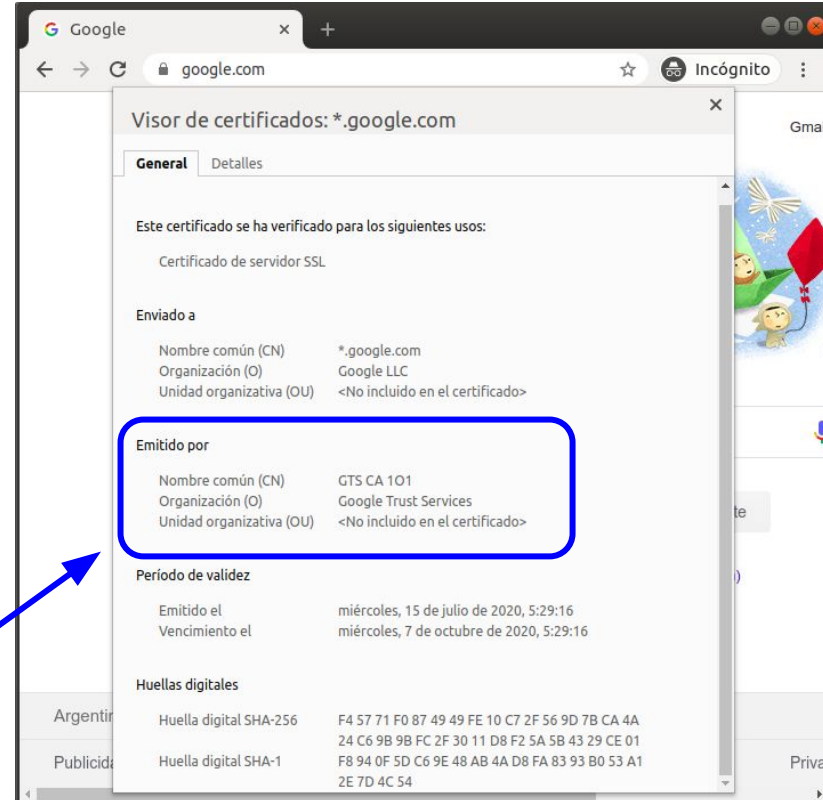 Google
google.com
Incógnito
Visor de certificados: *.google.com
General Detalles
Este certificado se ha verificado para los siguientes usos:
Certificado de servidor SSL
Enviado a
Nombre común (CN) *.google.com
Organización (O) Google LLC
Unidad organizativa (OU) <No incluido en el certificado>
Emitido por
Nombre común (CN) GTS CA 1O1
Organización (O) Google Trust Services
Unidad organizativa (OU) <No incluido en el certificado>
Período de validez
Emitido el miércoles, 15 de julio de 2020, 5:29:16
Vencimiento el miércoles, 7 de octubre de 2020, 5:29:16
Huellas digitales
Huella digital SHA-256 F4 57 71 F0 87 49 49 FE 10 C7 2F 56 9D 7B CA 4A
24 C6 9B 9B FC 2F 30 11 D8 F2 5A 5B 43 29 CE 01
Huella digital SHA-1 F8 94 0F 5D C6 9E 48 AB 4A D8 FA 83 93 B0 53 A1
2E 7D 4C 54
Gmai
te
)
Argentin
Publicida
Priva